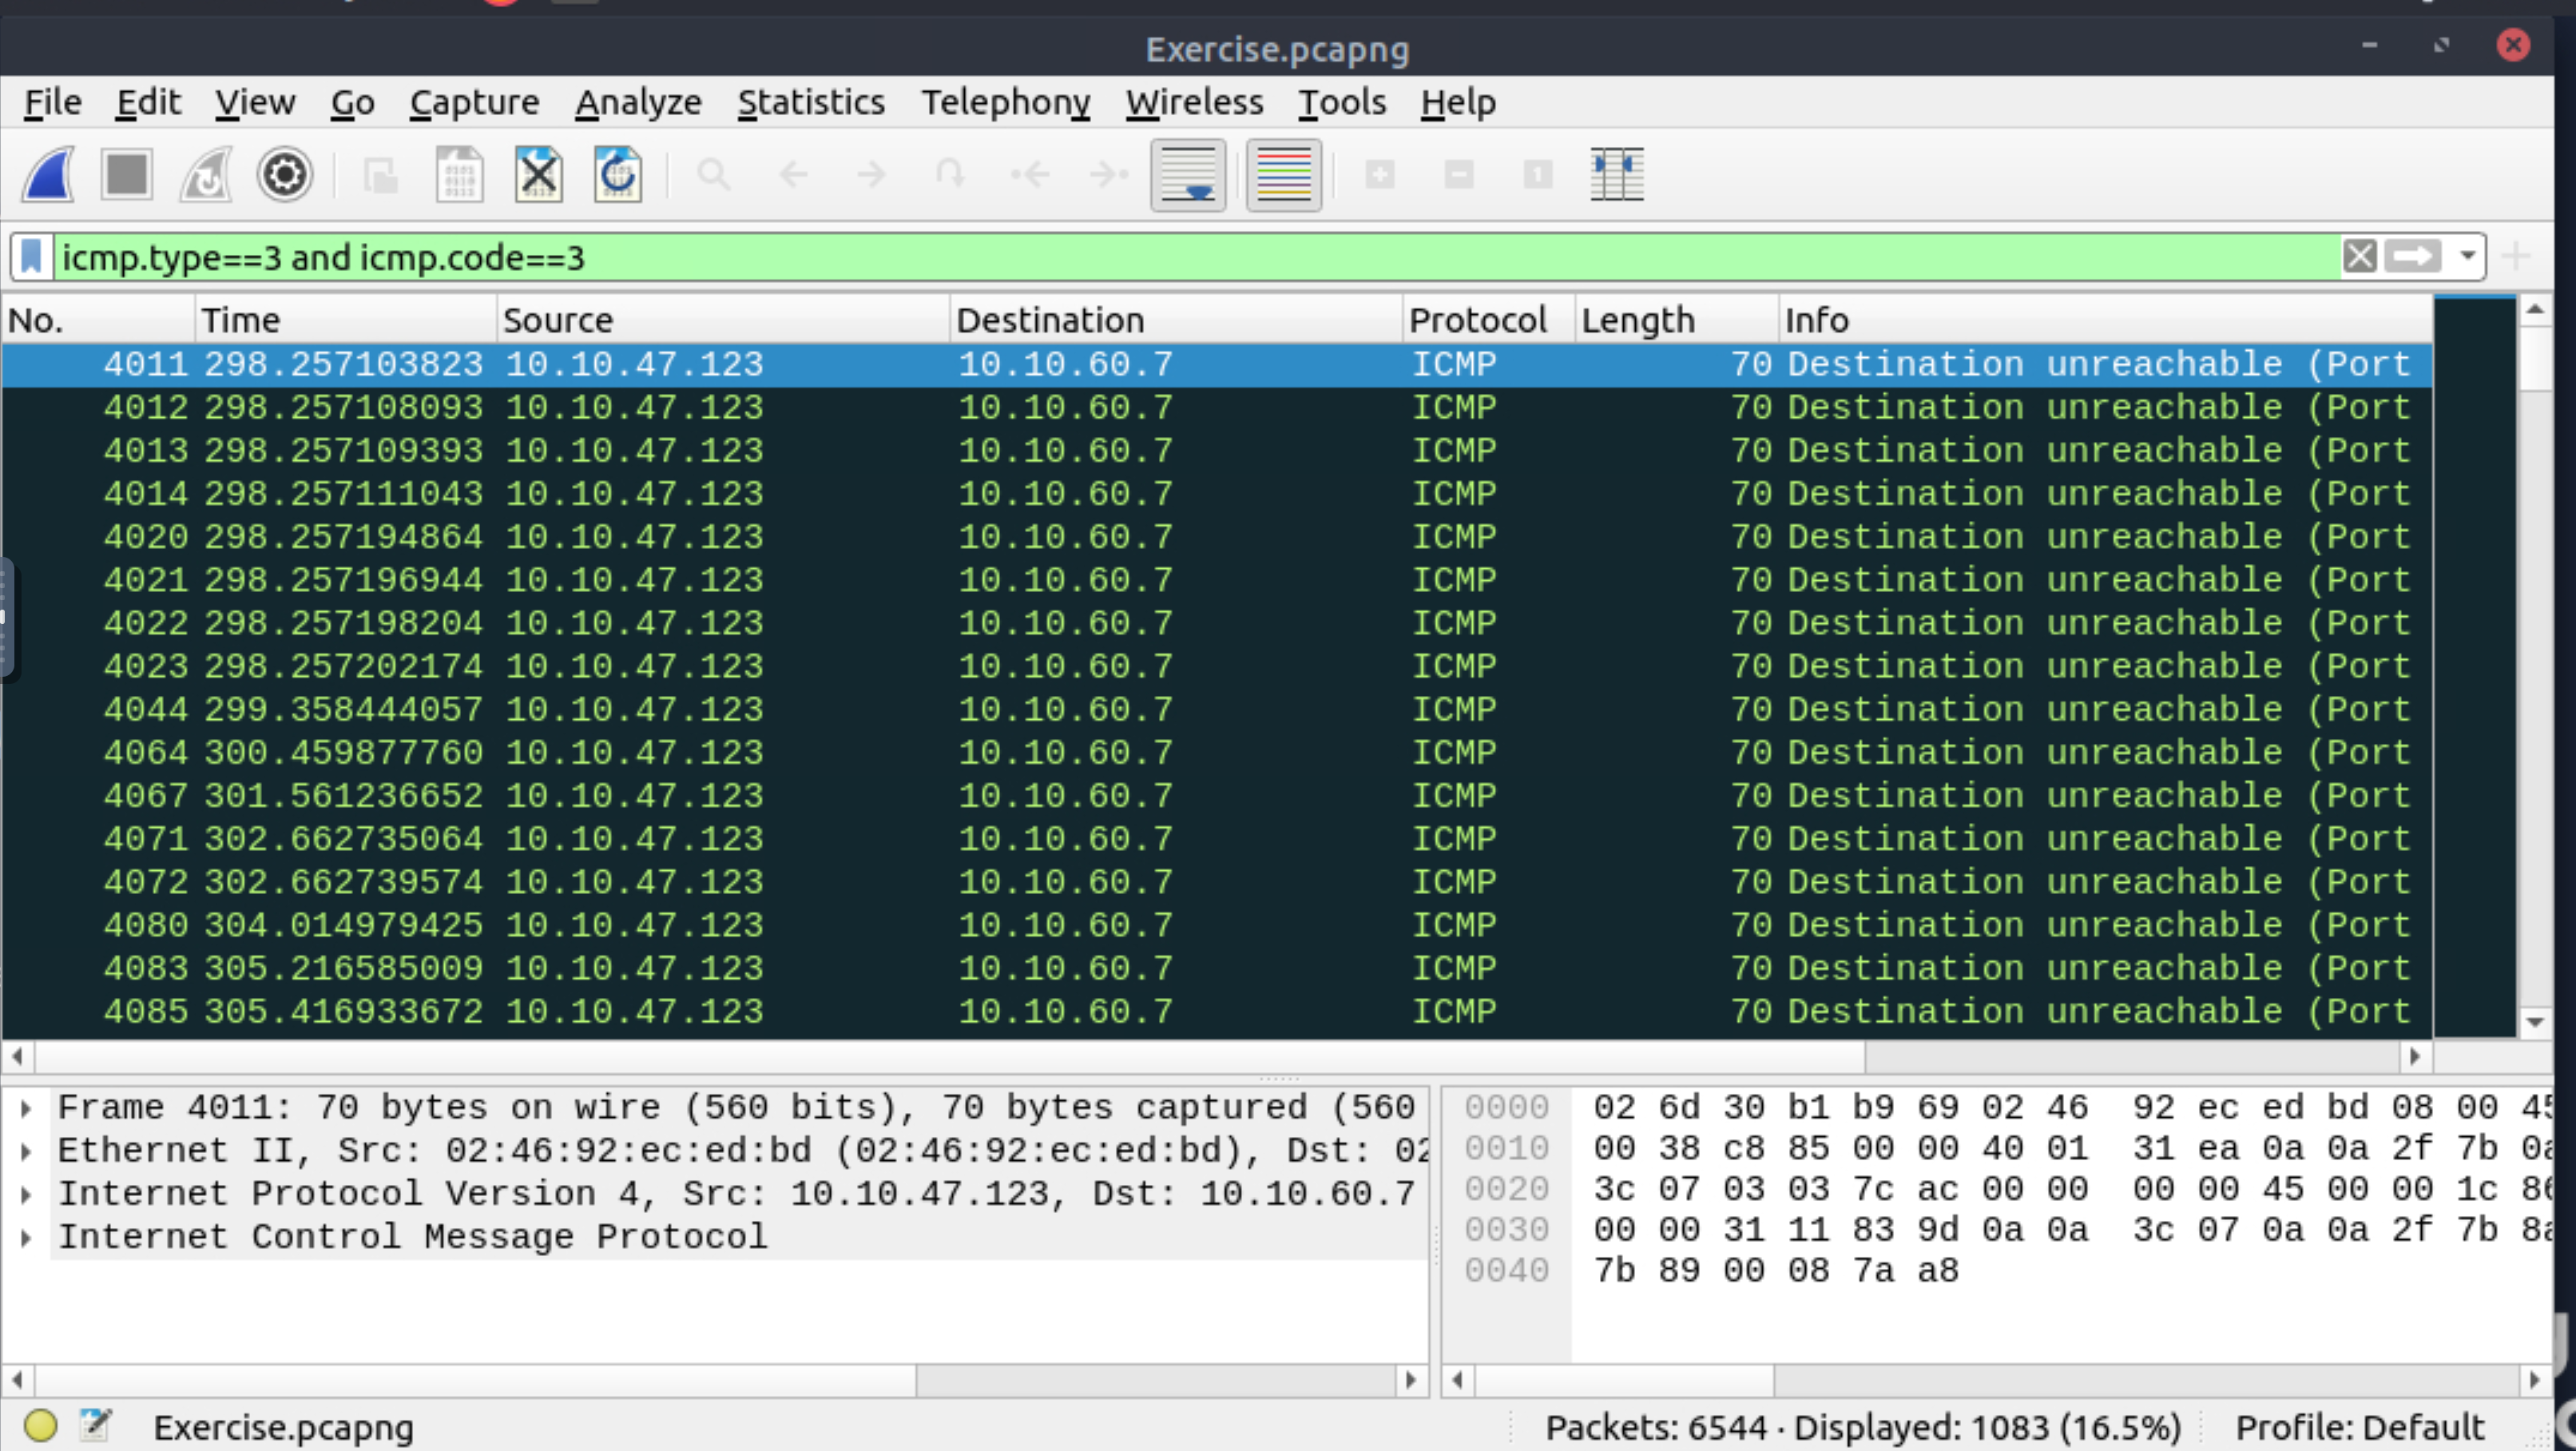 Exercise.pcapng
File Edit View Go Capture Analyze Statistics Telephony Wireless Tools Help
icmp.type==3 and icmp.code==3
No. Time Source Destination Protocol Length Info
4011 298.257103823 10.10.47.123 10.10.60.7 ICMP 70 Destination unreachable (Port
4012 298.257108093 10.10.47.123 10.10.60.7 ICMP 70 Destination unreachable (Port
4013 298.257109393 10.10.47.123 10.10.60.7 ICMP 70 Destination unreachable (Port
4014 298.257111043 10.10.47.123 10.10.60.7 ICMP 70 Destination unreachable (Port
4020 298.257194864 10.10.47.123 10.10.60.7 ICMP 70 Destination unreachable (Port
4021 298.257196944 10.10.47.123 10.10.60.7 ICMP 70 Destination unreachable (Port
4022 298.257198204 10.10.47.123 10.10.60.7 ICMP 70 Destination unreachable (Port
4023 298.257202174 10.10.47.123 10.10.60.7 ICMP 70 Destination unreachable (Port
4044 299.358444057 10.10.47.123 10.10.60.7 ICMP 70 Destination unreachable (Port
4064 300.459877760 10.10.47.123 10.10.60.7 ICMP 70 Destination unreachable (Port
4067 301.561236652 10.10.47.123 10.10.60.7 ICMP 70 Destination unreachable (Port
4071 302.662735064 10.10.47.123 10.10.60.7 ICMP 70 Destination unreachable (Port
4072 302.662739574 10.10.47.123 10.10.60.7 ICMP 70 Destination unreachable (Port
4080 304.014979425 10.10.47.123 10.10.60.7 ICMP 70 Destination unreachable (Port
4083 305.216585009 10.10.47.123 10.10.60.7 ICMP 70 Destination unreachable (Port
4085 305.416933672 10.10.47.123 10.10.60.7 ICMP 70 Destination unreachable (Port
Frame 4011: 70 bytes on wire (560 bits), 70 bytes captured (560
Ethernet II, Src: 02:46:92:ec:ed:bd (02:46:92:ec:ed:bd), Dst: 02
Internet Protocol Version 4, Src: 10.10.47.123, Dst: 10.10.60.7
Internet Control Message Protocol
0000 02 6d 30 b1 b9 69 02 46 92 ec ed bd 08 00 45
0010 00 38 c8 85 00 00 40 01 31 ea 0a 0a 2f 7b 0a
0020 3c 07 03 03 7c ac 00 00 00 00 45 00 00 1c 86
0030 00 00 31 11 83 9d 0a 0a 3c 07 0a 0a 2f 7b 8a
0040 7b 89 00 08 7a a8
Exercise.pcapng Packets: 6544 · Displayed: 1083 (16.5%) Profile: Default